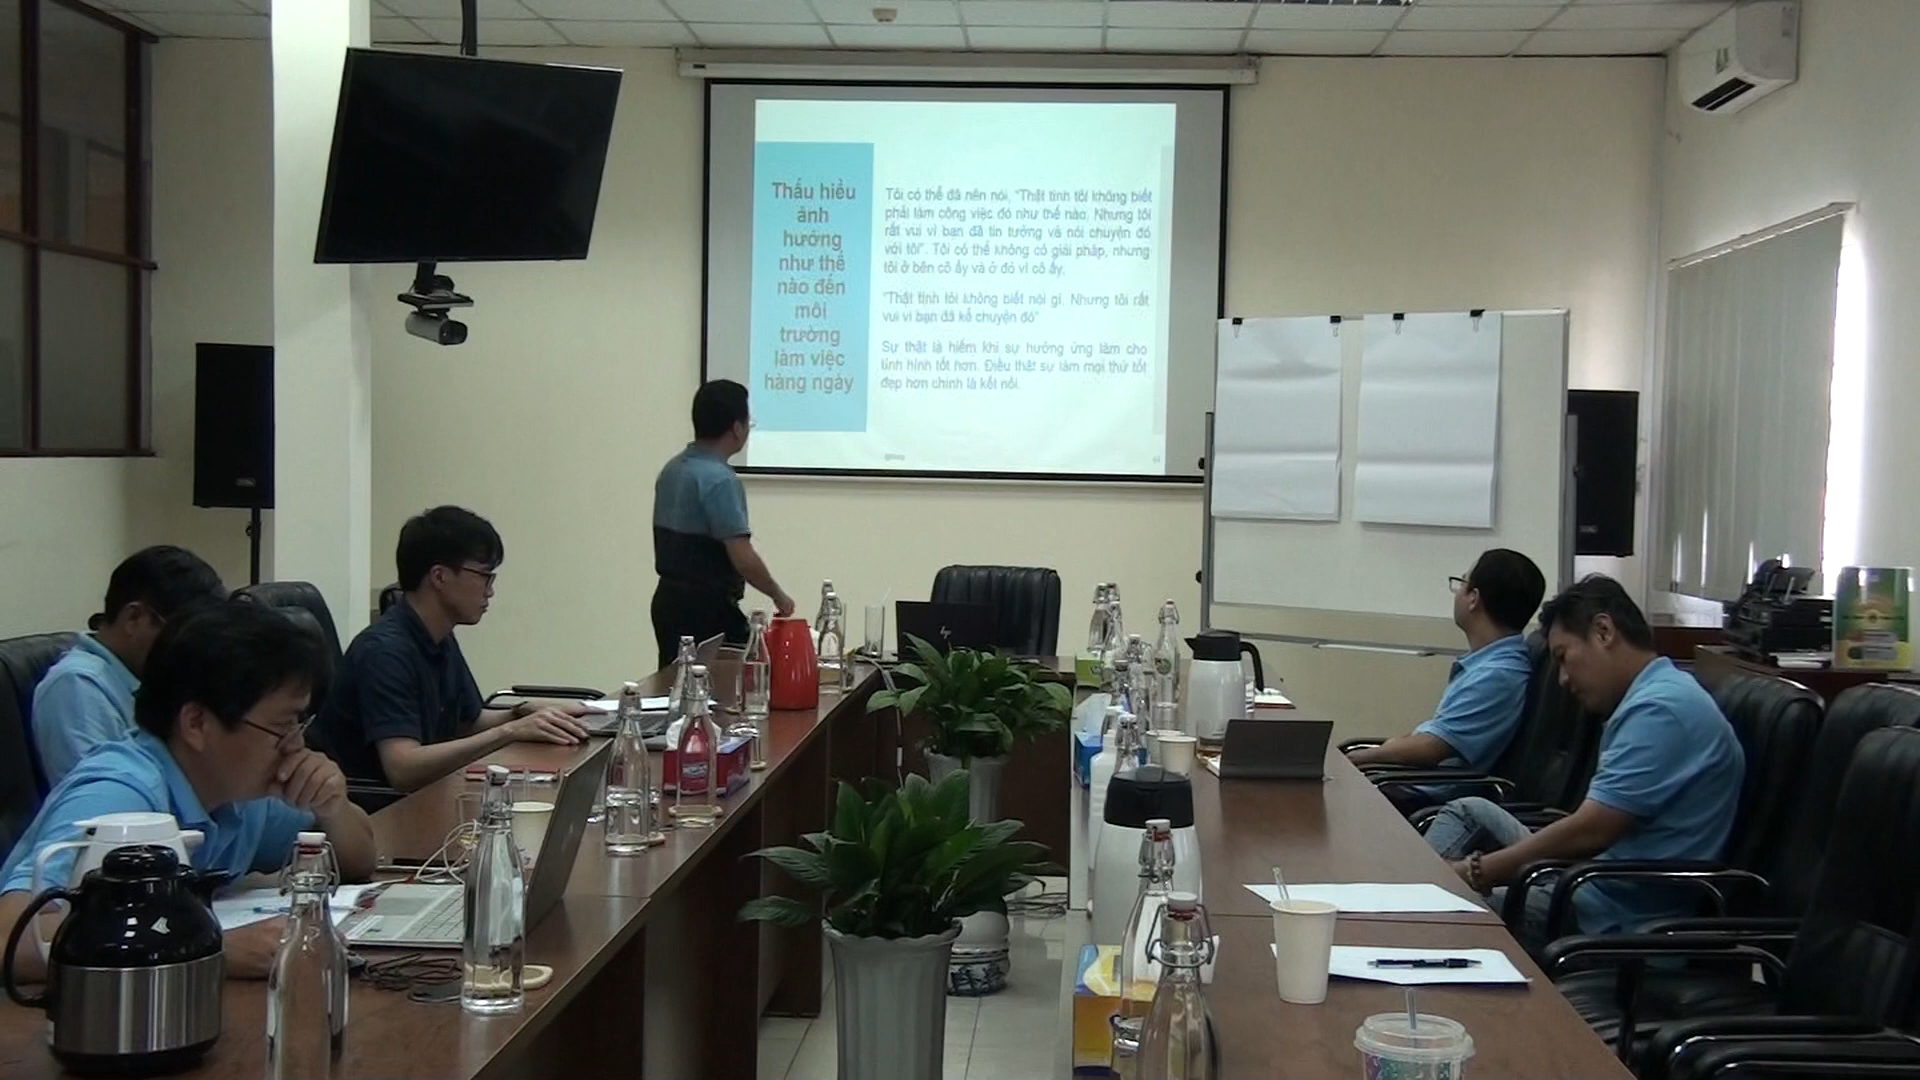 Thấu hiểu
ảnh
hưởng
như thế
nào đến
môi
trường
làm việc
hàng ngày
Tôi có thể đã nên nói, “Thật tình tôi không biết
phải làm công việc đó như thế nào. Nhưng tôi
rất vui vì bạn đã tin tưởng và nói chuyện đó
với tôi”. Tôi có thể không có giải pháp, nhưng
tôi ở bên cô ấy và ở đó vì cô ấy.
“Thật tình tôi không biết nói gì. Nhưng tôi rất
vui vì bạn đã kể chuyện đó”
Sự thật là hiếm khi sự hưởng ứng làm cho
tình hình tốt hơn. Điều thật sự làm mọi thứ tốt
đẹp hơn chính là kết nối.
hp